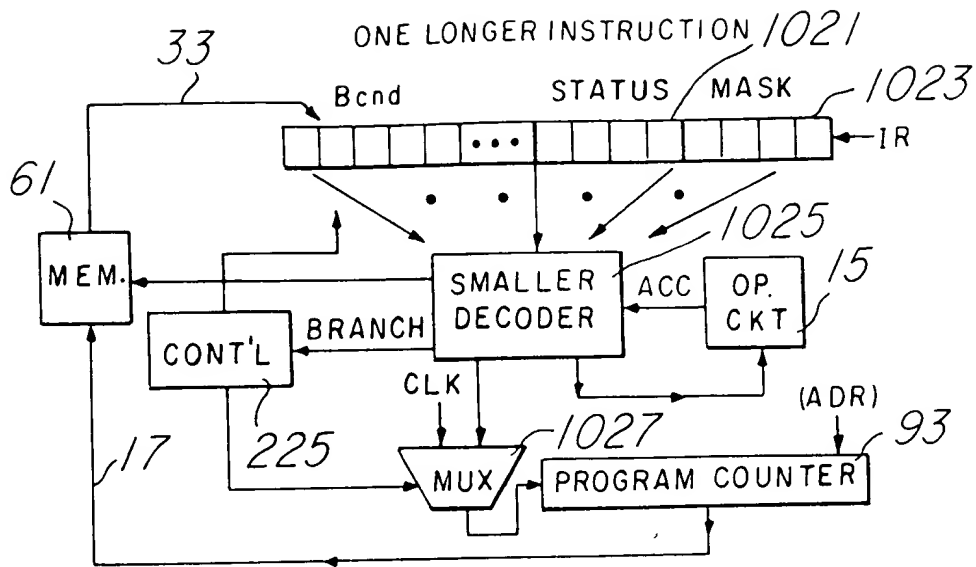 ONE LONGER INSTRUCTION 1021
33
Bcnd STATUS MASK 1023
IR
61
MEM.
1025
SMALLER
DECODER
ACC
OP.
CKT
15
BRANCH
CONT'L
CLK
(ADR)
17
225
1027
MUX
PROGRAM COUNTER
93